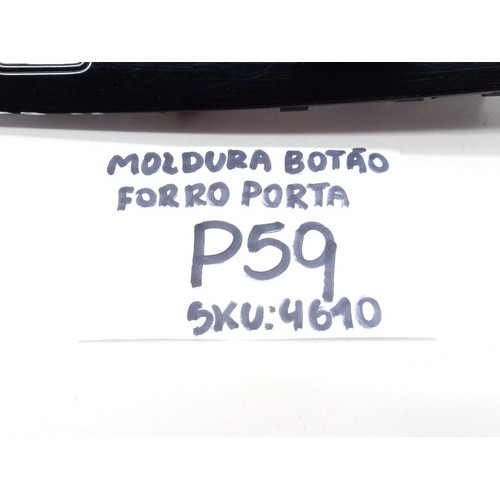 MOLDURA BOTÃO
FORRO PORTA
P59
SKU:4610